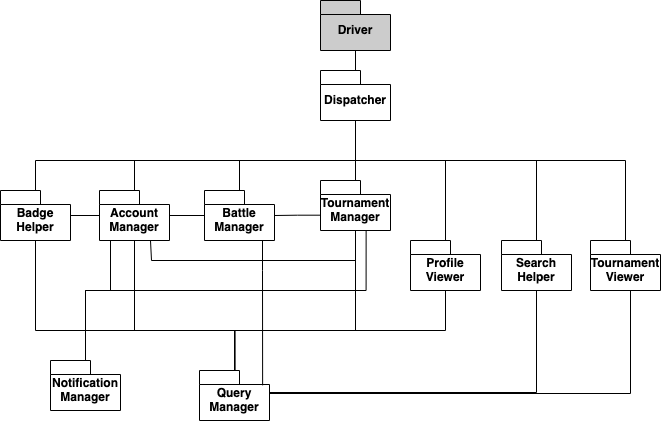 Driver
Dispatcher
Badge
Helper
Account
Manager
Battle
Manager
Tournament
Manager
Profile
Viewer
Search
Helper
Tournament
Viewer
Notification
Manager
Query
Manager